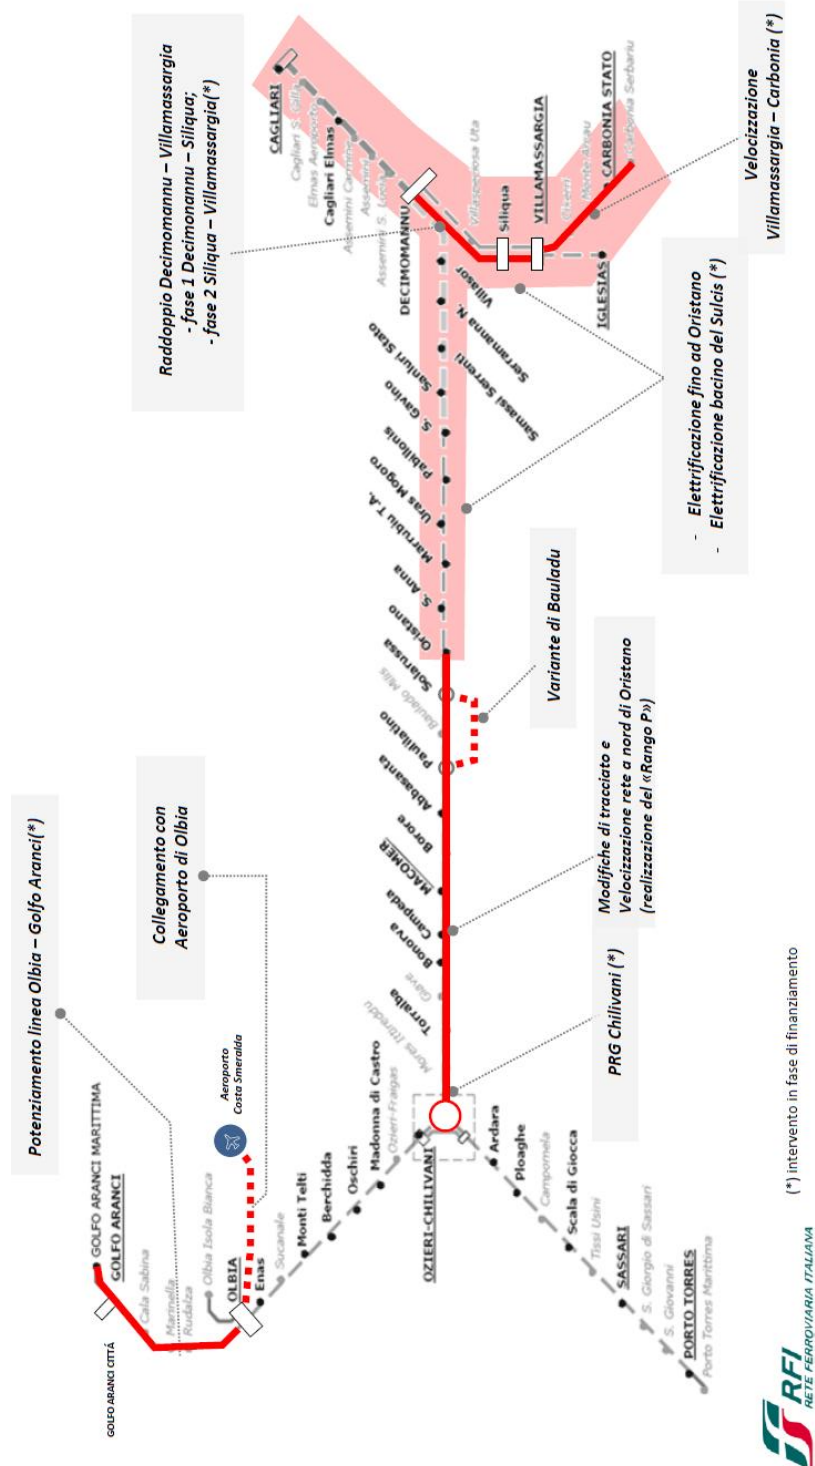 Potenziamento linea Olbia – Golfo Aranci(*)
Collegamento con
Aeroporto di Olbia
Raddoppio Decimomannu – Villamassargia
- fase 1 Decimonannu – Siliqua;
- fase 2 Siliqua – Villamassargia(*)
GOLFO ARANCI CITTÁ
GOLFO ARANCI MARITTIMA
GOLFO ARANCI
Cala Sabina
Marinella
Rudalza
Olbia Isola Bianca
OLBIA
Aeroporto
Costa Smeralda
Enas
Sucanale
Monti Telti
Berchidda
Oschiri
Madonna di Castro
Ozieri-Fraigas
OZIERI-CHILIVANI
Ardara
Ploaghe
Campomela
Scala di Giocca
Tissi Usini
SASSARI
S. Giorgio di Sassari
S. Giovanni
PORTO TORRES
Porto Torres Marittima
Mores Ittireddu
Torralba
Giave
Bonorva
Campeda
MACOMER
Borore
Abbasanta
Paulilatino
Baulado Milis
Solarussa
Oristano
S. Anna
Marrubiu T.A.
Uras Mogoro
Pabillonis
S. Gavino
Sanluri Stato
Samassi Serrenti
Serramanna N.
Villasor
DECIMOMANNU
Assemini S. Lucia
Assemini
Assemini Carmine
Cagliari Elmas
Elmas Aeroporto
Cagliari S. Gilla
CAGLIARI
Villaspeciosa Uta
Siliqua
VILLAMASSARGIA
IGLESIAS
CARBONIA STATO
Carbonia Serbariu
PRG Chilivani (*)
Modifiche di tracciato e
Velocizzazione rete a nord di Oristano
(realizzazione del «Rango P»)
Variante di Bauladu
- Elettrificazione fino ad Oristano
- Elettrificazione bacino del Sulcis (*)
Velocizzazione
Villamassargia – Carbonia (*)
RFI
RETE FERROVIARIA ITALIANA
(*) intervento in fase di finanziamento